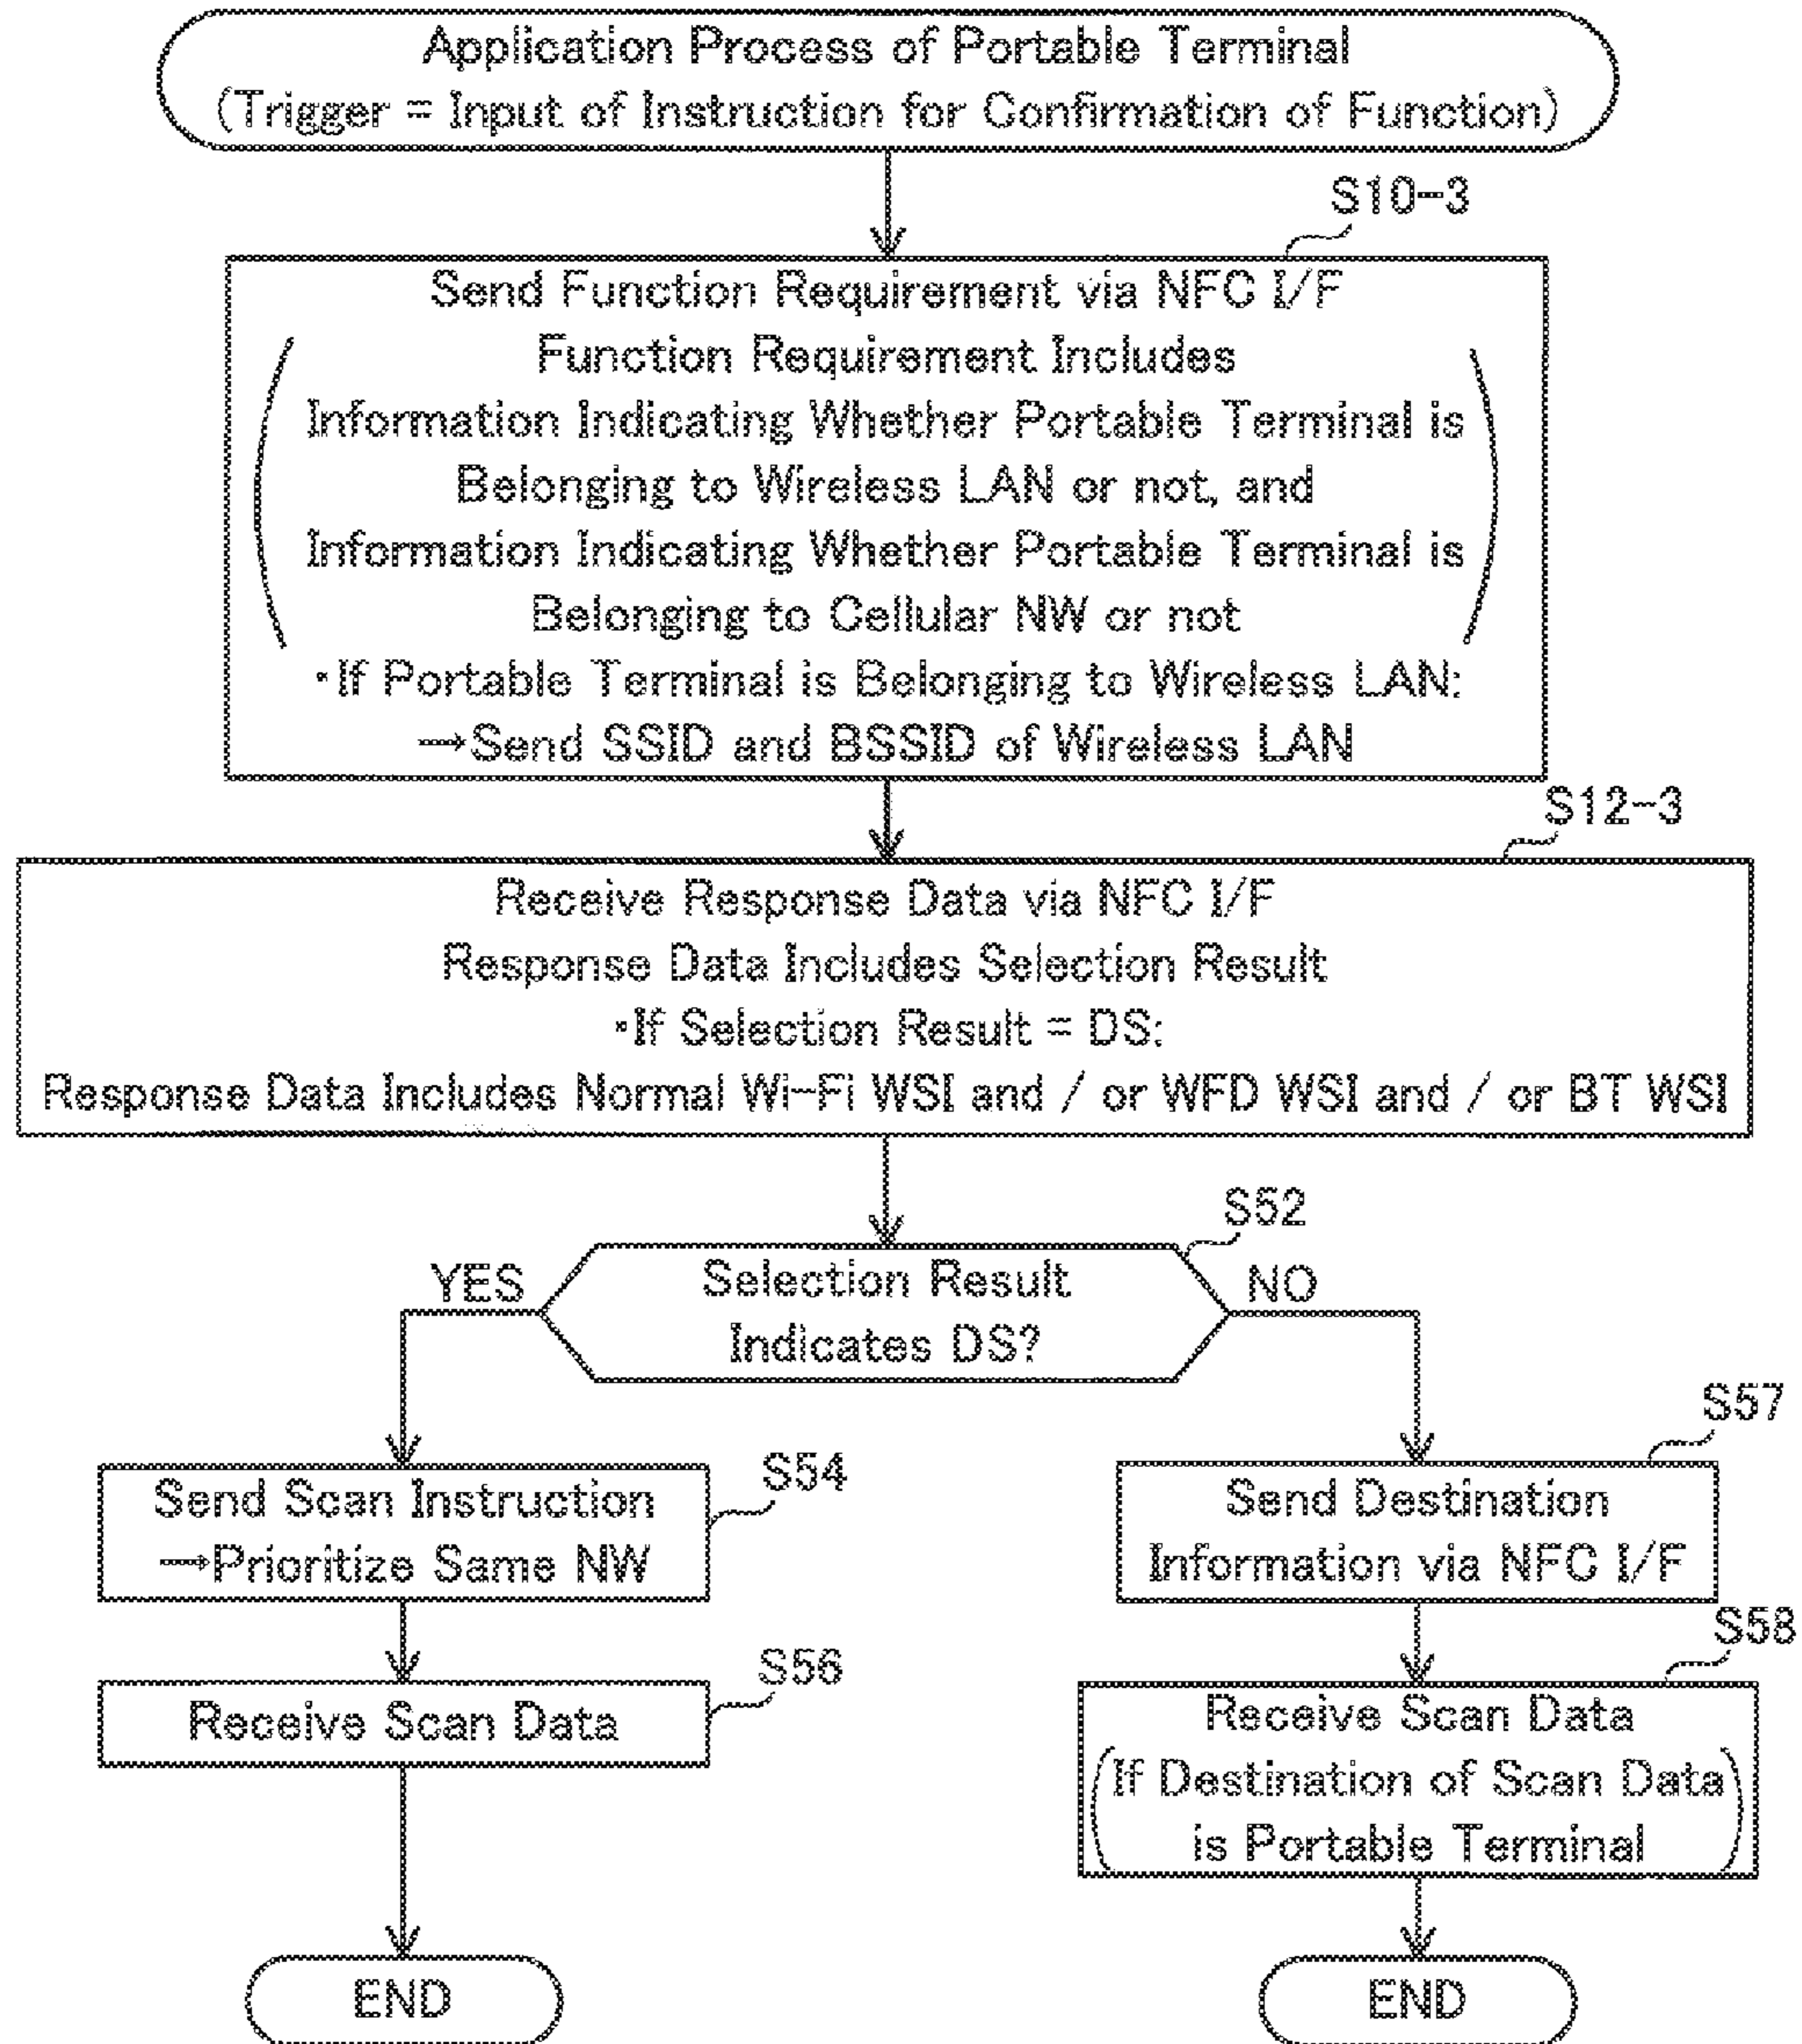 Application Process of Portable Terminal
(Trigger = Input of Instruction for Confirmation of Function)
S10-3
Send Function Requirement via NFC I/F
Function Requirement Includes
Information Indicating Whether Portable Terminal is
Belonging to Wireless LAN or not, and
Information Indicating Whether Portable Terminal is
Belonging to Cellular NW or not
・If Portable Terminal is Belonging to Wireless LAN:
→Send SSID and BSSID of Wireless LAN
S12-3
Receive Response Data via NFC I/F
Response Data Includes Selection Result
・If Selection Result = DS:
Response Data Includes Normal Wi-Fi WSI and / or WFD WSI and / or BT WSI
S52
YES
Selection Result
Indicates DS?
NO
S54
Send Scan Instruction
→Prioritize Same NW
S57
Send Destination
Information via NFC I/F
S56
Receive Scan Data
S58
Receive Scan Data
(If Destination of Scan Data
is Portable Terminal)
END
END